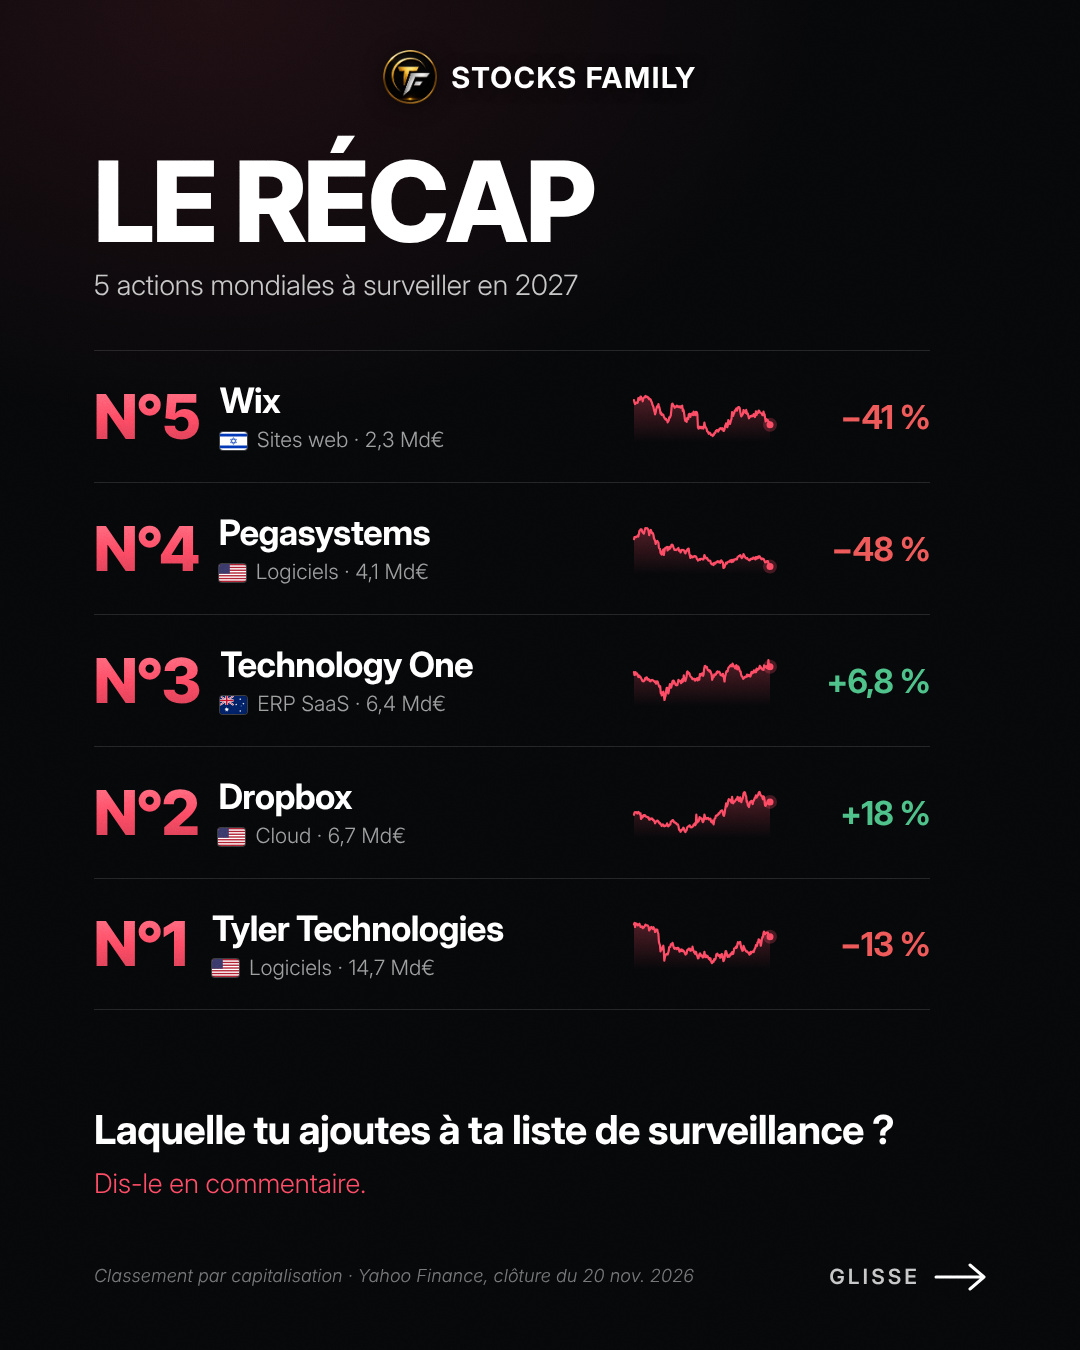 TF STOCKS FAMILY
LE RÉCAP
5 actions mondiales à surveiller en 2027
N°5 Wix
Sites web · 2,3 Md€
−41 %
N°4 Pegasystems
Logiciels · 4,1 Md€
−48 %
N°3 Technology One
ERP SaaS · 6,4 Md€
+6,8 %
N°2 Dropbox
Cloud · 6,7 Md€
+18 %
N°1 Tyler Technologies
Logiciels · 14,7 Md€
−13 %
Laquelle tu ajoutes à ta liste de surveillance ?
Dis-le en commentaire.
Classement par capitalisation · Yahoo Finance, clôture du 20 nov. 2026
GLISSE